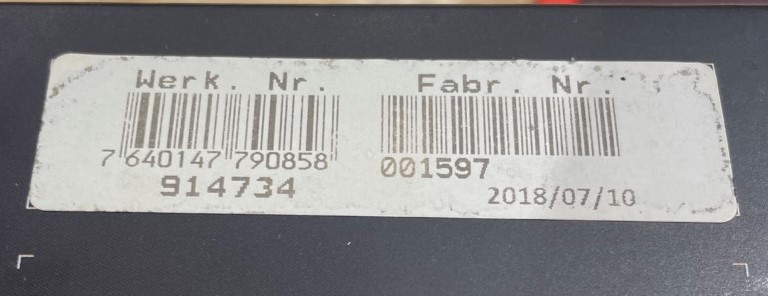 Werk. Nr.
7 640147 790858
914734
Fabr. Nr.
001597
2018/07/10